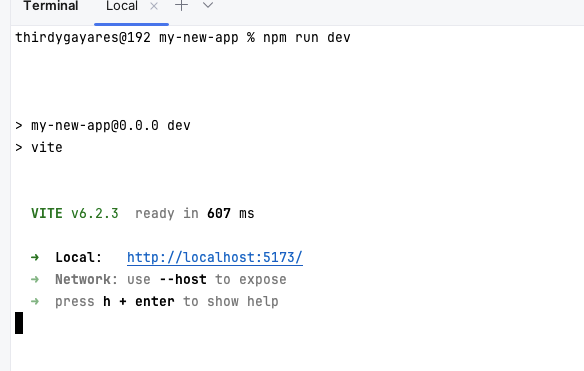 Terminal Local × + ⌄
thirdygayares@192 my-new-app % npm run dev
> my-new-app@0.0.0 dev
> vite
VITE v6.2.3 ready in 607 ms
➜ Local: http://localhost:5173/
➜ Network: use --host to expose
➜ press h + enter to show help